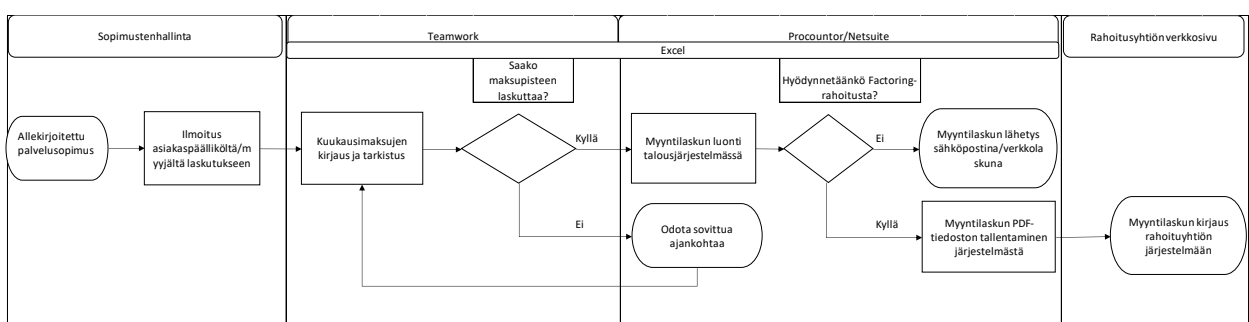 Sopimustenhallinta
Teamwork
Procountor/Netsuite
Rahoitusyhtiön verkkosivu
Excel
Saako
maksupisteen
laskuttaa?
Hyödynnetäänkö Factoring-
rahoitusta?
Allekirjoitettu
palvelusopimus
Ilmoitus
asiakaspäälliköltä/m
yyjältä laskutukseen
Kuukausimaksujen
kirjaus ja tarkistus
Kyllä
Myyntilaskun luonti
talousjärjestelmässä
Ei
Myyntilaskun lähetys
sähköpostina/verkkola
skuna
Ei
Odota sovittua
ajankohtaa
Kyllä
Myyntilaskun PDF-
tiedoston tallentaminen
järjestelmästä
Myyntilaskun kirjaus
rahoituyhtiön
järjestelmään